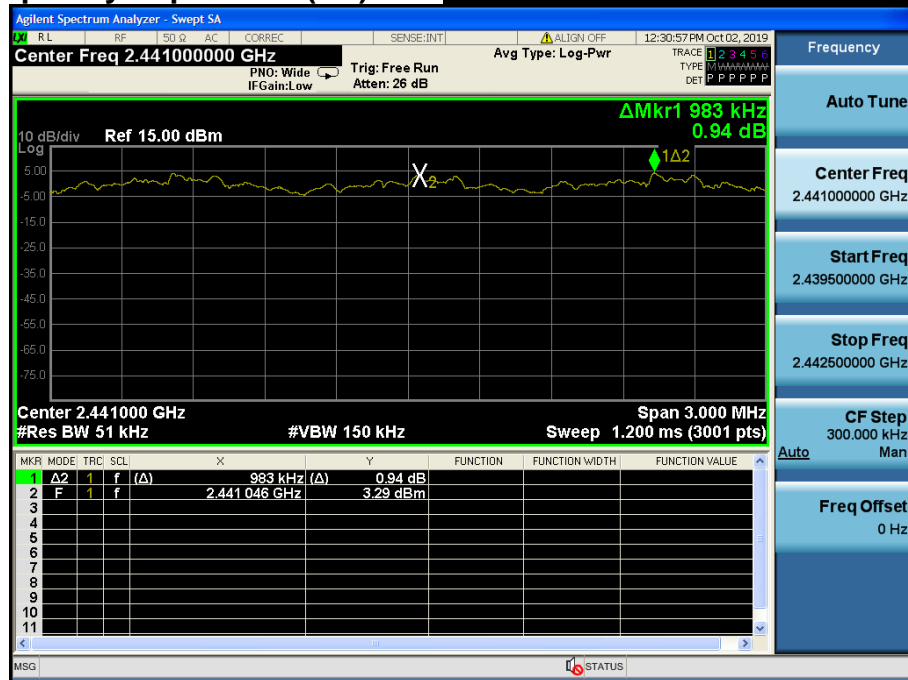 Agilent Spectrum Analyzer - Swept SA
LXI RL RF 50 Ω AC CORREC SENSE:INT ALIGN OFF 12:30:57 PM Oct 02, 2019
Center Freq 2.441000000 GHz
PNO: Wide
IFGain:Low
Trig: Free Run
Atten: 26 dB
Avg Type: Log-Pwr
TRACE 1 2 3 4 5 6
TYPE M WWWWW
DET P P P P P P
ΔMkr1 983 kHz
0.94 dB
10 dB/div Ref 15.00 dBm
Log
1Δ2
X2
5.00
-5.00
-15.0
-25.0
-35.0
-45.0
-55.0
-65.0
-75.0
Center 2.441000 GHz Span 3.000 MHz
#Res BW 51 kHz #VBW 150 kHz Sweep 1.200 ms (3001 pts)
MKR MODE TRC SCL X Y FUNCTION FUNCTION WIDTH FUNCTION VALUE
1 Δ2 1 f (Δ) 983 kHz (Δ) 0.94 dB
2 F 1 f 2.441 046 GHz 3.29 dBm
3
4
5
6
7
8
9
10
11
MSG STATUS
Frequency
Auto Tune
Center Freq
2.441000000 GHz
Start Freq
2.439500000 GHz
Stop Freq
2.442500000 GHz
CF Step
300.000 kHz
Auto Man
Freq Offset
0 Hz